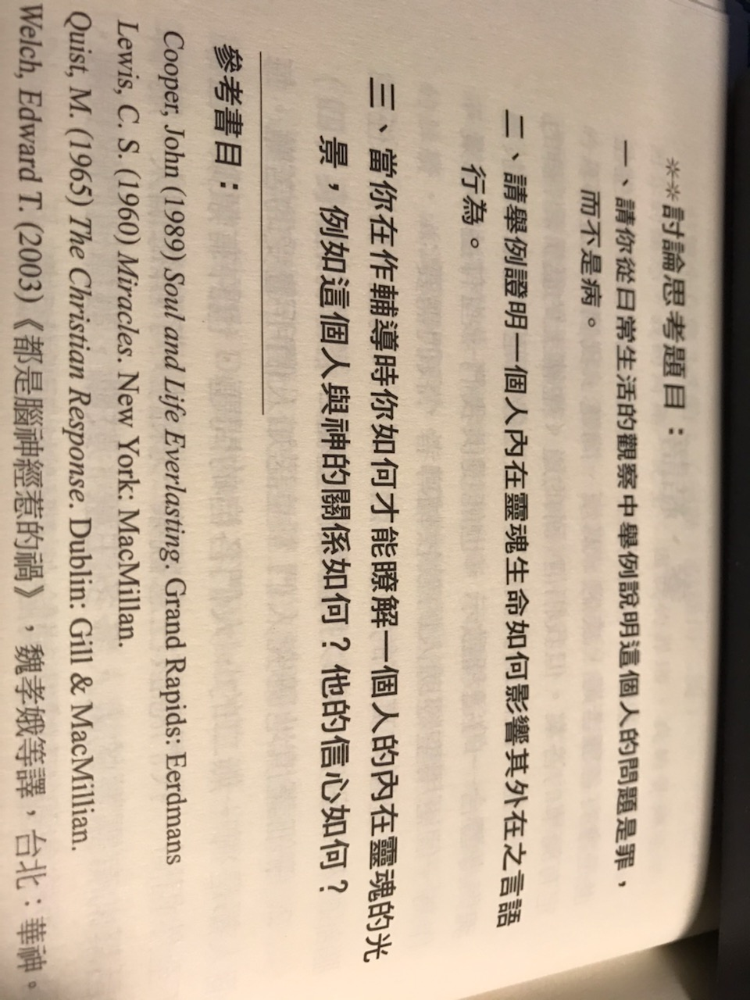 ※※討論思考題目：
一、請你從日常生活的觀察中舉例說明這個人的問題是罪，
而不是病。
二、請舉例證明一個人內在靈魂生命如何影響其外在之言語
行為。
三、當你在作輔導時你如何才能瞭解一個人的內在靈魂的光
景，例如這個人與神的關係如何？他的信心如何？
參考書目：
Cooper, John (1989) Soul and Life Everlasting. Grand Rapids: Eerdmans
Lewis, C. S. (1960) Miracles. New York: MacMillan.
Quist, M. (1965) The Christian Response. Dublin: Gill & MacMillian.
Welch, Edward T. (2003)《都是腦神經惹的禍》，魏孝娥等譯，台北：華神。